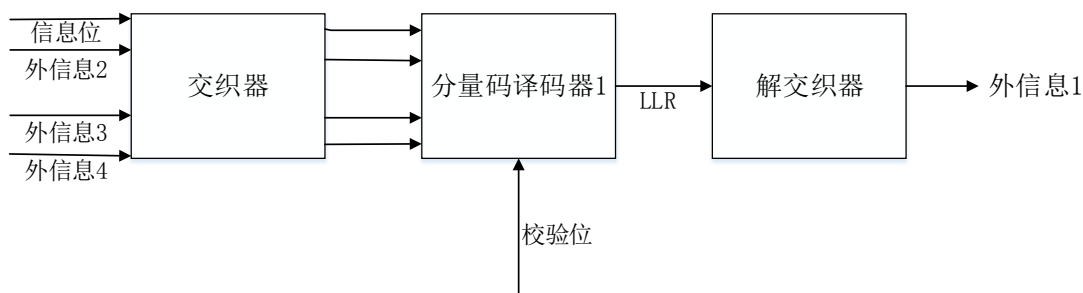 信息位
外信息2
外信息3
外信息4
交织器
分量码译码器1
LLR
解交织器
外信息1
校验位